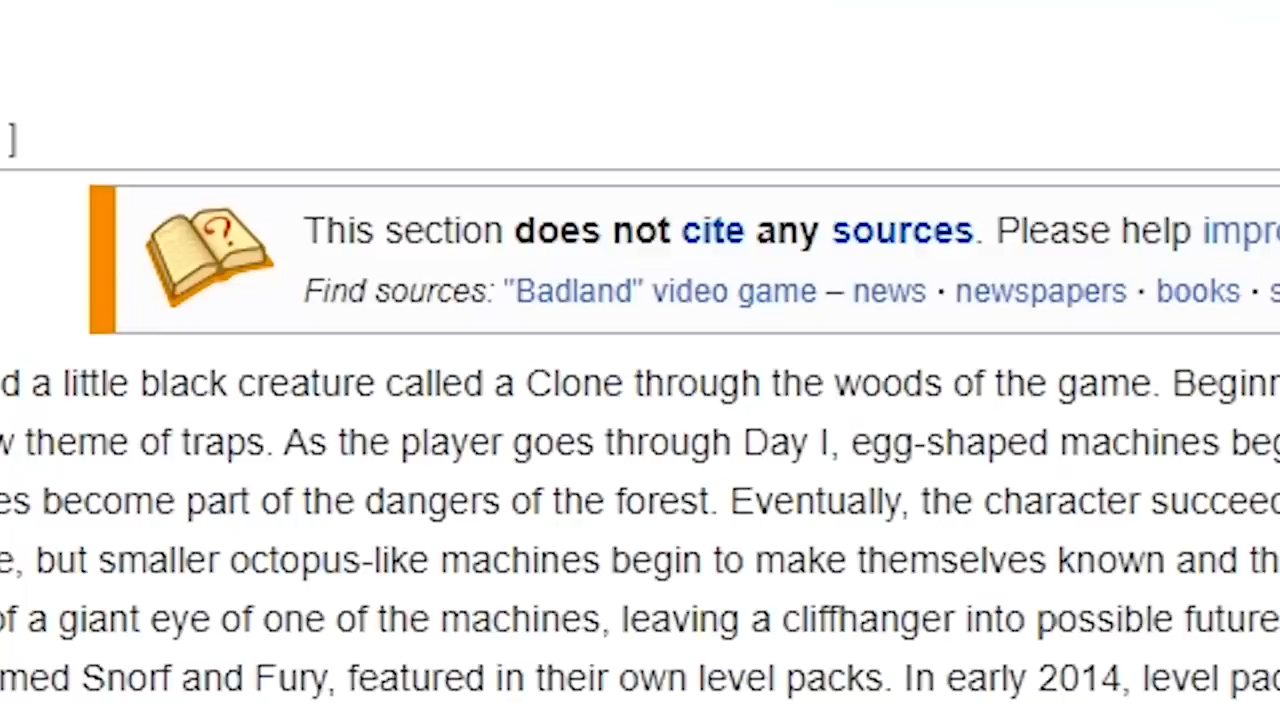 ]
This section does not cite any sources. Please help impro
Find sources: "Badland" video game – news · newspapers · books · s
d a little black creature called a Clone through the woods of the game. Beginn
w theme of traps. As the player goes through Day I, egg-shaped machines beg
es become part of the dangers of the forest. Eventually, the character succeed
e, but smaller octopus-like machines begin to make themselves known and th
of a giant eye of one of the machines, leaving a cliffhanger into possible future
med Snorf and Fury, featured in their own level packs. In early 2014, level pac